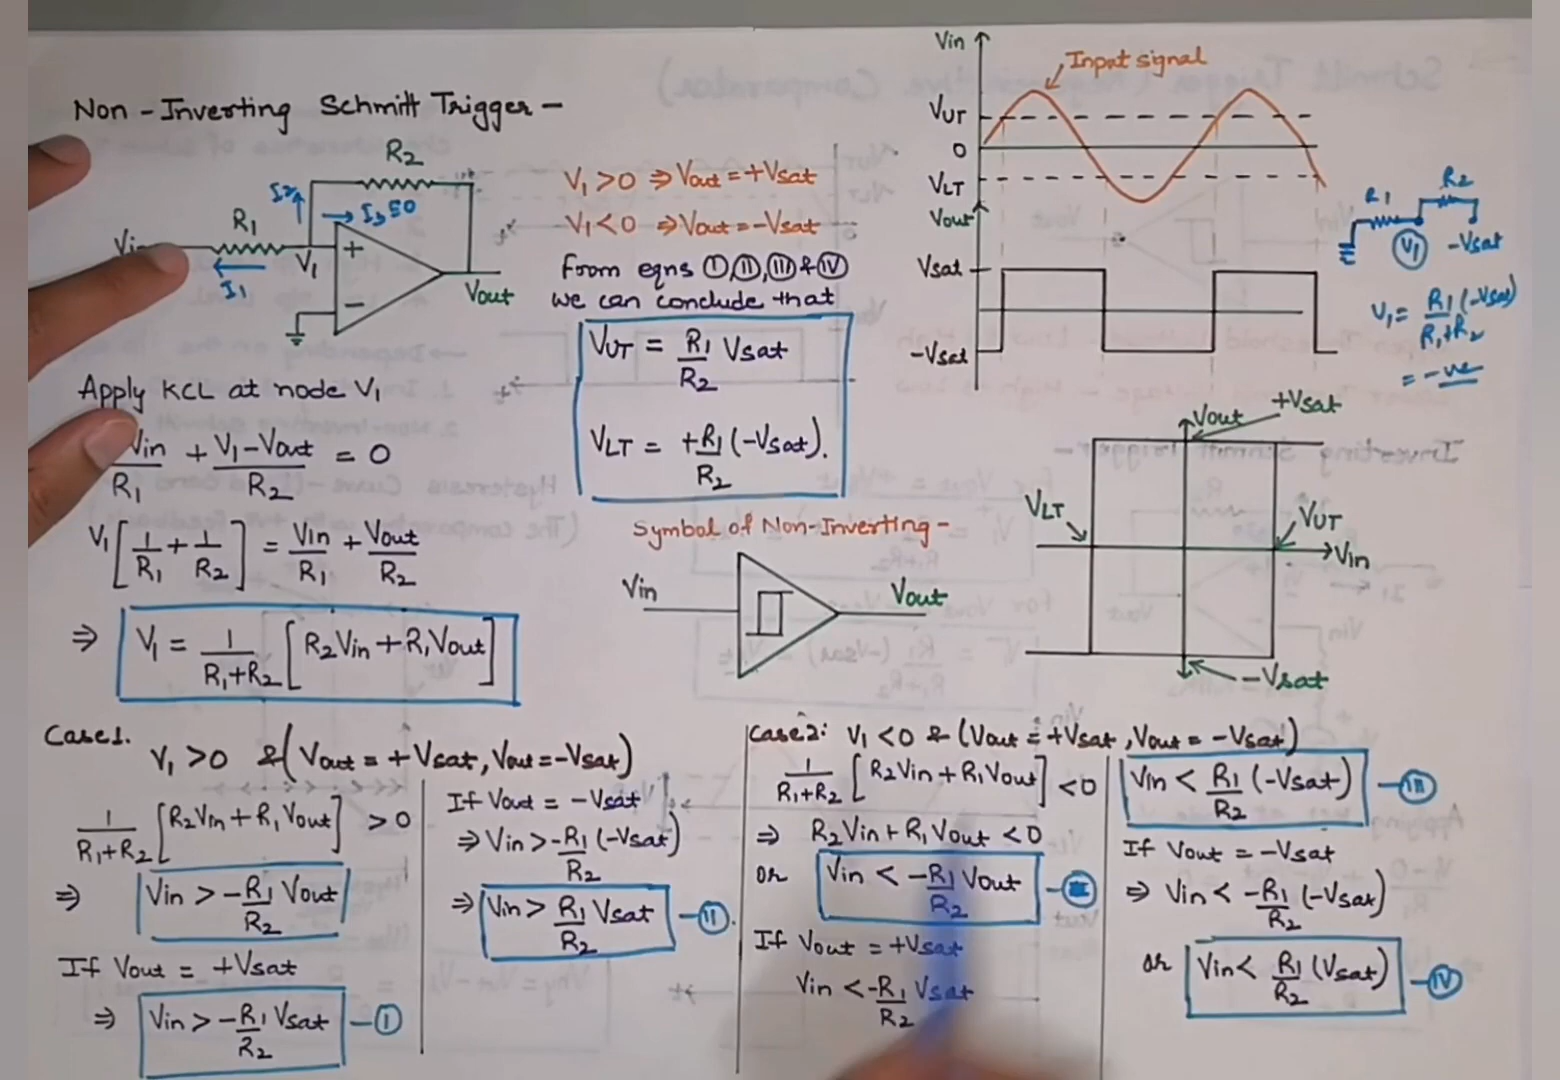 Non-Inverting Schmitt Trigger -
R2
I2
I3≅0
R1
Vin
V1
+
-
I1
Vout
V1>0 ⇒ Vout=+Vsat
V1<0 ⇒ Vout=-Vsat
From eqns Ⓘ,Ⓘ Ⓘ,Ⓘ Ⓘ Ⓘ & ⒾⓋ
we can conclude that
VUT = R1/R2 Vsat
VLT = +R1/R2 (-Vsat).
Vin
Input signal
VUT
0
VLT
Vout
Vsat
-Vsat
R1
R2
V1
-Vsat
V1 = R1/R1+R2 (-Vsat)
= -ve
Apply KCL at node V1
Vin/R1 + V1-Vout/R2 = 0
V1[1/R1 + 1/R2] = Vin/R1 + Vout/R2
⇒ V1 = 1/R1+R2 [R2Vin + R1Vout]
Symbol of Non-Inverting -
Vin
Vout
Vout
+Vsat
VLT
VUT
Vin
-Vsat
Case1. V1>0 & (Vout = +Vsat, Vout=-Vsat)
1/R1+R2 [R2Vin + R1Vout] > 0
⇒ Vin > -R1/R2 Vout
If Vout = +Vsat
⇒ Vin > -R1/R2 Vsat - I
If Vout = -Vsat
⇒ Vin > -R1/R2 (-Vsat)
⇒ Vin > R1/R2 Vsat - II.
Case2: V1<0 & (Vout = +Vsat, Vout = -Vsat)
1/R1+R2 [R2Vin + R1Vout] < 0
⇒ R2Vin + R1Vout < 0
or Vin < -R1/R2 Vout
If Vout = +Vsat
Vin < -R1/R2 Vsat
Vin < R1/R2 (-Vsat) - III
If Vout = -Vsat
⇒ Vin < -R1/R2 (-Vsat)
or Vin < R1/R2 (Vsat) - IV